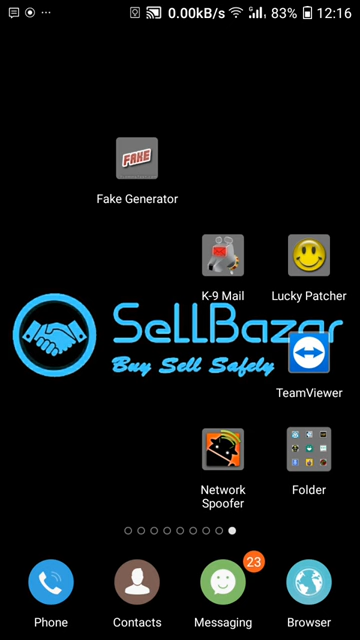 0.00kB/s 83% 12:16
FAKE
Fake Generator
K-9 Mail Lucky Patcher
SellBazar
Buy Sell Safely
TeamViewer
Network
Spoofer
Folder
23
Phone Contacts Messaging Browser